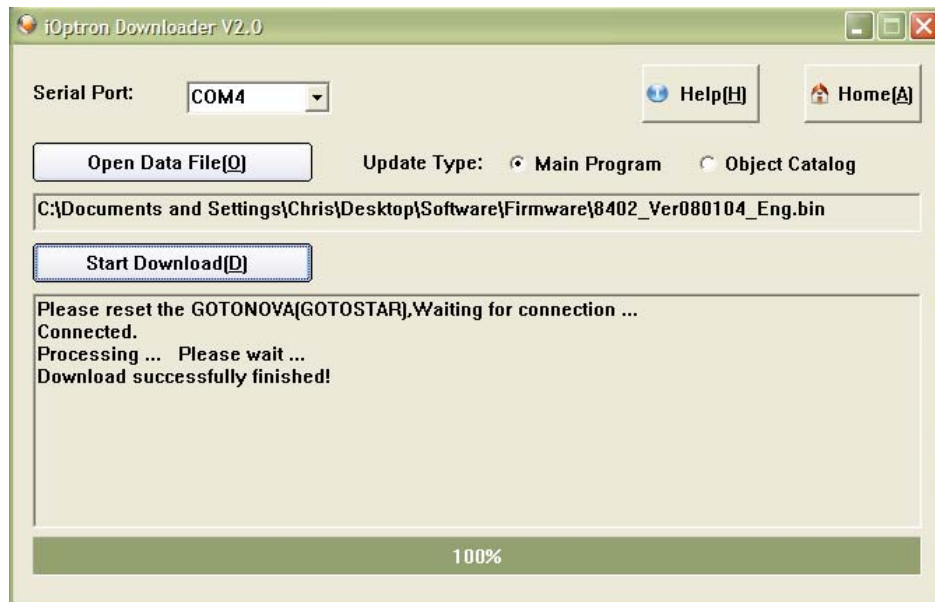 iOptron Downloader V2.0
Serial Port: COM4 Help(H) Home(A)
Open Data File(O) Update Type: Main Program Object Catalog
C:\Documents and Settings\Chris\Desktop\Software\Firmware\8402_Ver080104_Eng.bin
Start Download(D)
Please reset the GOTONOVA(GOTOSTAR),Waiting for connection ...
Connected.
Processing ... Please wait ...
Download successfully finished!
100%